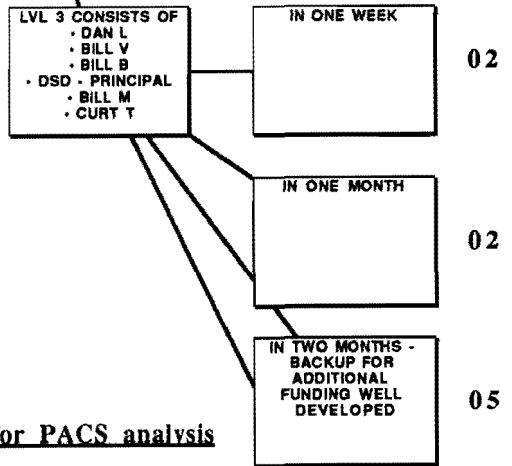 LVL 3 CONSISTS OF
• DAN L
• BILL V
• BILL B
• DSD - PRINCIPAL
• BILL M
• CURT T
IN ONE WEEK
02
IN ONE MONTH
02
IN TWO MONTHS -
BACKUP FOR
ADDITIONAL
FUNDING WELL
DEVELOPED
05
for PACS analysis